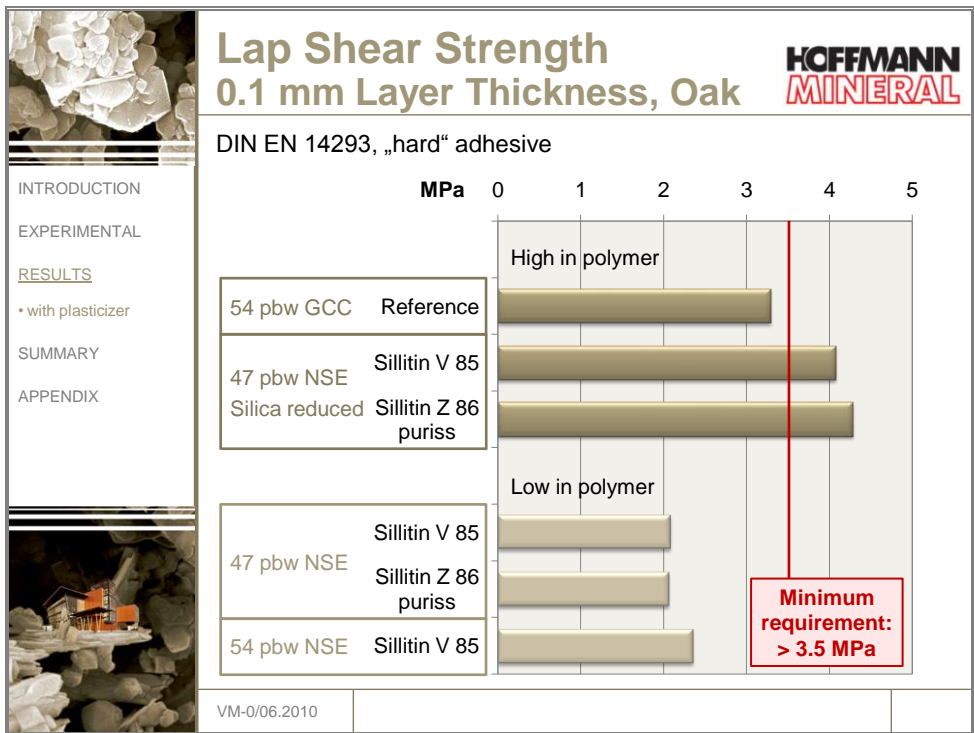 Lap Shear Strength
0.1 mm Layer Thickness, Oak
HOFFMANN
MINERAL
DIN EN 14293, „hard“ adhesive
INTRODUCTION
EXPERIMENTAL
RESULTS
• with plasticizer
SUMMARY
APPENDIX
MPa 0 1 2 3 4 5
High in polymer
54 pbw GCC Reference
47 pbw NSE
Silica reduced
Sillitin V 85
Sillitin Z 86
puriss
Low in polymer
47 pbw NSE
Sillitin V 85
Sillitin Z 86
puriss
54 pbw NSE Sillitin V 85
Minimum
requirement:
> 3.5 MPa
VM-0/06.2010